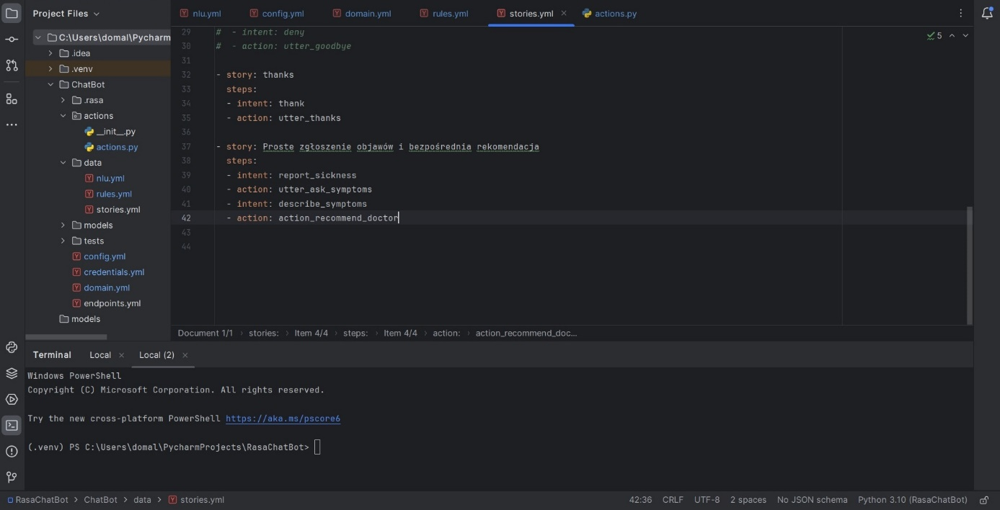 Project Files
nlu.yml config.yml domain.yml rules.yml stories.yml actions.py
C:\Users\domal\Pycharm
.idea
.venv
ChatBot
.rasa
actions
__init__.py
actions.py
data
nlu.yml
rules.yml
stories.yml
models
tests
config.yml
credentials.yml
domain.yml
endpoints.yml
models
5
29 #  - intent: deny
30 #  - action: utter_goodbye
31
32 - story: thanks
33   steps:
34   - intent: thank
35   - action: utter_thanks
36
37 - story: Proste zgłoszenie objawów i bezpośrednia rekomendacja
38   steps:
39   - intent: report_sickness
40   - action: utter_ask_symptoms
41   - intent: describe_symptoms
42   - action: action_recommend_doctor
43
44
Document 1/1 › stories: › Item 4/4 › steps: › Item 4/4 › action: › action_recommend_doc...
Terminal Local × Local (2) ×
Windows PowerShell
Copyright (C) Microsoft Corporation. All rights reserved.
Try the new cross-platform PowerShell https://aka.ms/pscore6
(.venv) PS C:\Users\domal\PycharmProjects\RasaChatBot>
RasaChatBot › ChatBot › data › stories.yml 42:36 CRLF UTF-8 2 spaces No JSON schema Python 3.10 (RasaChatBot)